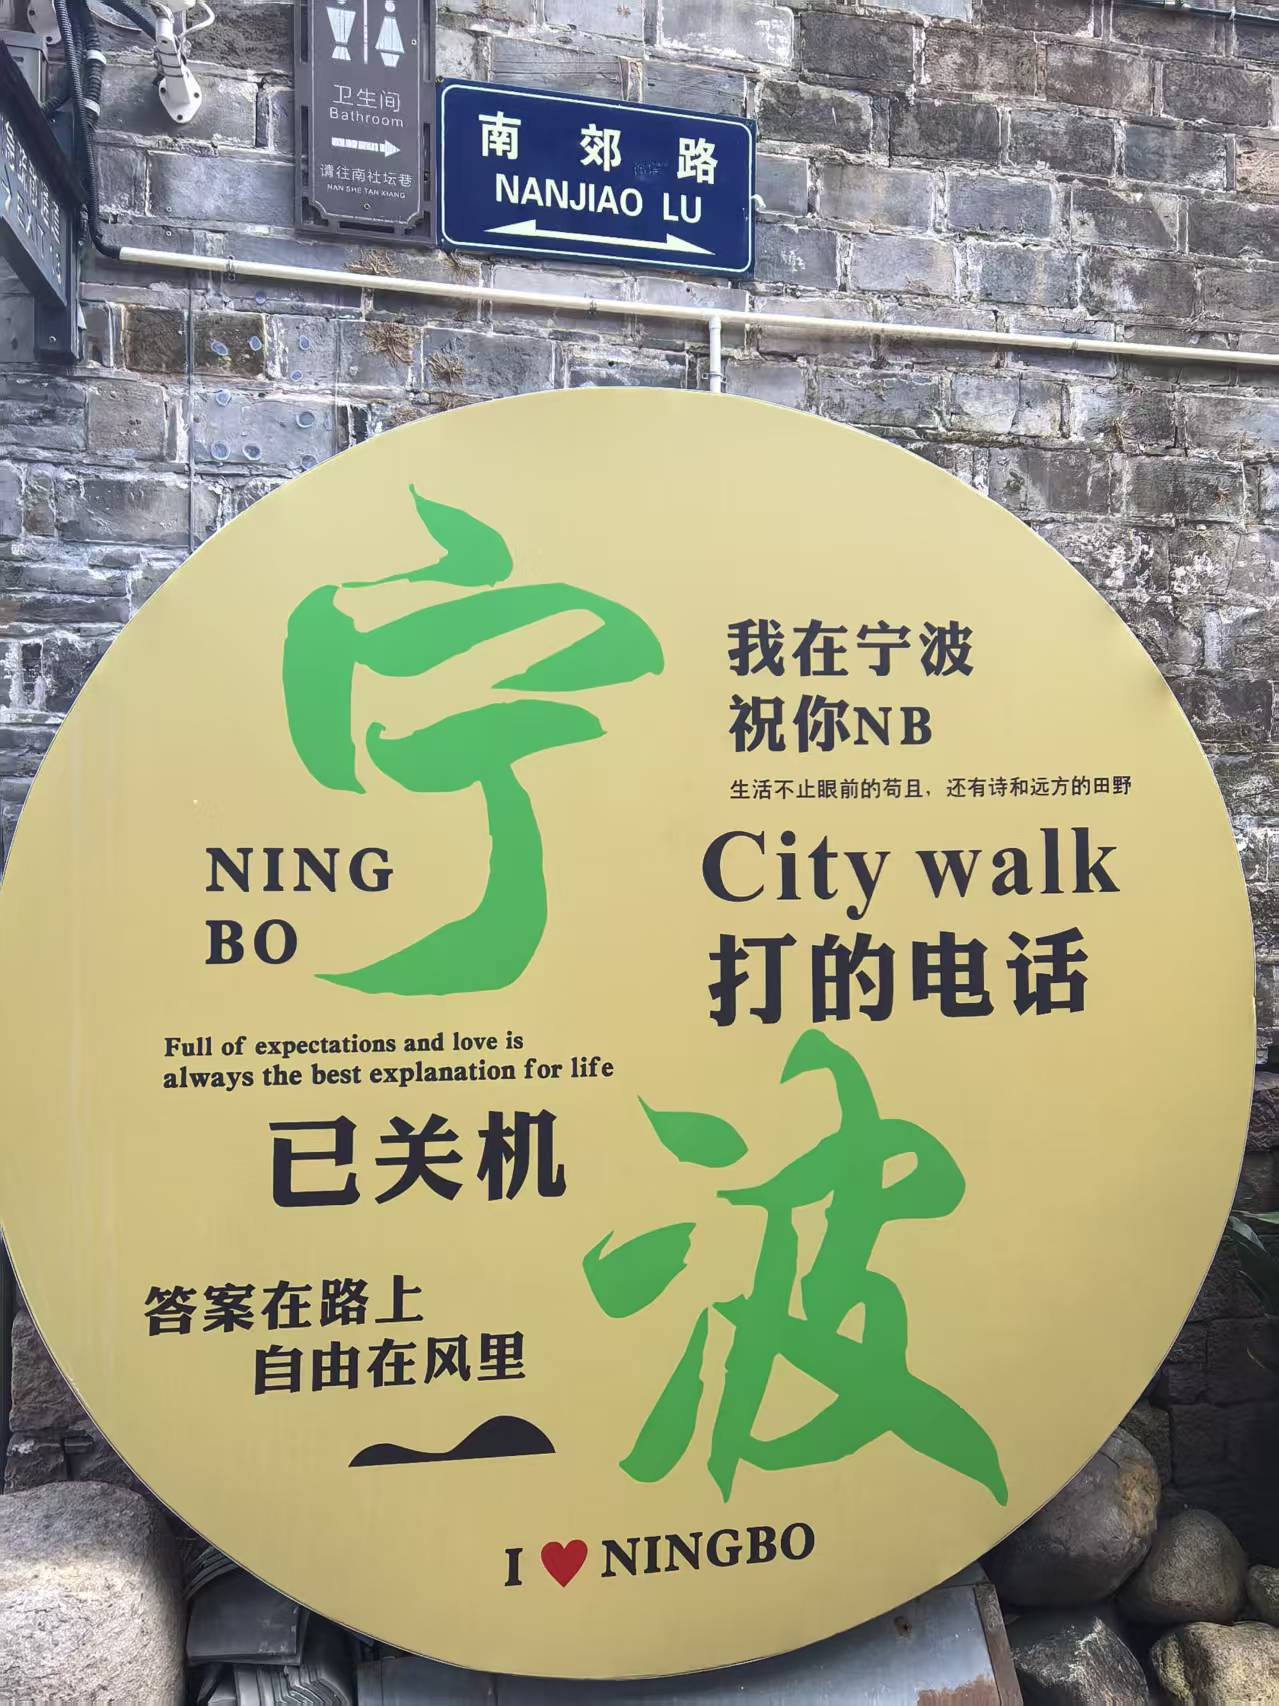 卫生间
Bathroom
请往南社坛巷
NAN SHE TAN XIANG
南郊路
NANJIAO LU
宁
我在宁波
祝你NB
生活不止眼前的苟且，还有诗和远方的田野
NING
BO
City walk
打的电话
Full of expectations and love is
always the best explanation for life
已关机
波
答案在路上
自由在风里
I ♥ NINGBO